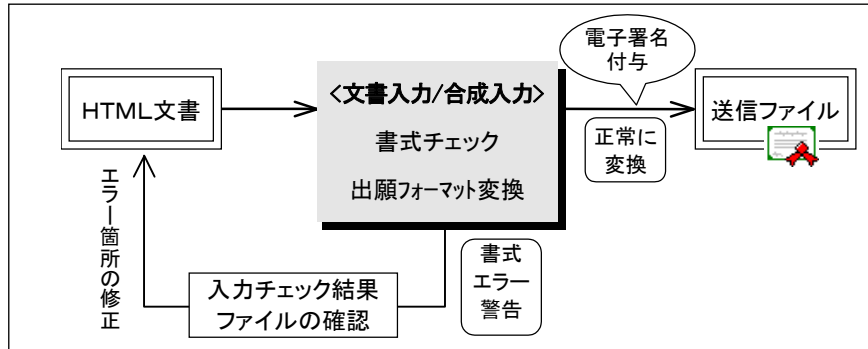 電子署名
付与
HTML文書
<文書入力/合成入力>
書式チェック
出願フォーマット変換
正常に
変換
送信ファイル
エラー箇所の修正
入力チェック結果
ファイルの確認
書式
エラー
警告